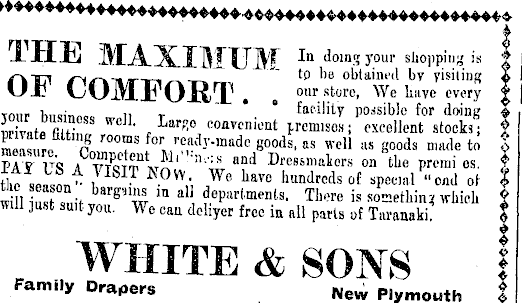 THE MAXIMUM
OF COMFORT. .
In doing your shopping is
to be obtained by visiting
our store, We have every
facility possible for doing
your business well. Large convenient premises; excellent stocks;
private fitting rooms for ready-made goods, as well as goods made to
measure. Competent Milliners and Dressmakers on the premi es.
PAY US A VISIT NOW. We have hundreds of special "end of
the season" bargains in all departments. There is something which
will just suit you. We can deliver free in all parts of Taranaki.
WHITE & SONS
Family Drapers New Plymouth